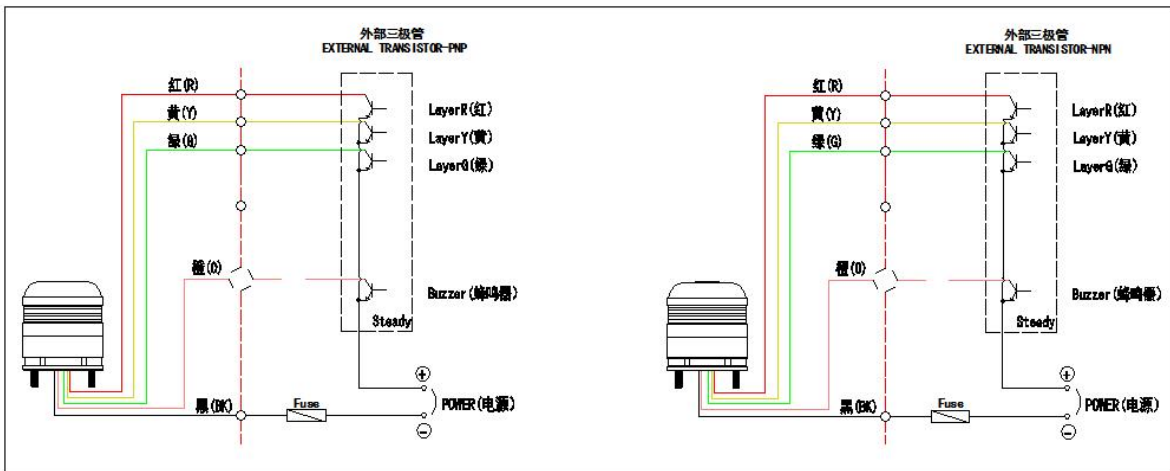 外部三极管
EXTERNAL TRANSISTOR-PNP
红(R)
黄(Y)
绿(G)
LayerR(红)
LayerY(黄)
LayerG(绿)
橙(O)
Buzzer(蜂鸣器)
Steady
黑(BK)
Fuse
+
POWER(电源)
-
外部三极管
EXTERNAL TRANSISTOR-NPN
红(R)
黄(Y)
绿(G)
LayerR(红)
LayerY(黄)
LayerG(绿)
橙(O)
Buzzer(蜂鸣器)
Steady
黑(BK)
Fuse
+
POWER(电源)
-